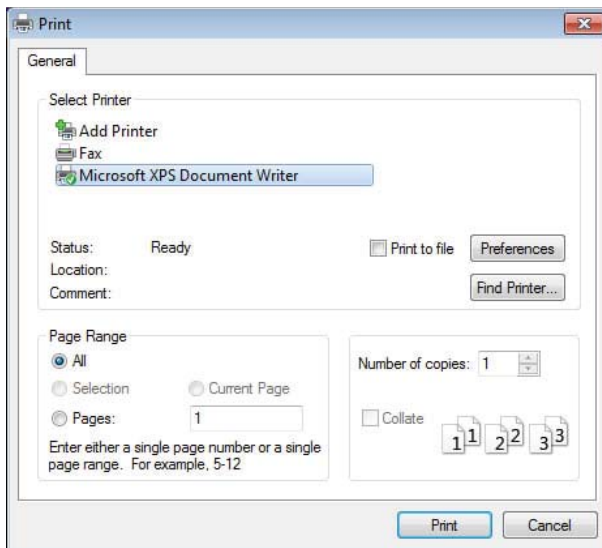 Print
General
Select Printer
Add Printer
Fax
Microsoft XPS Document Writer
Status: Ready
Print to file
Preferences
Location:
Comment:
Find Printer...
Page Range
All
Selection
Current Page
Pages: 1
Enter either a single page number or a single
page range. For example, 5-12
Number of copies: 1
Collate
1 1 2 2 3 3
Print
Cancel